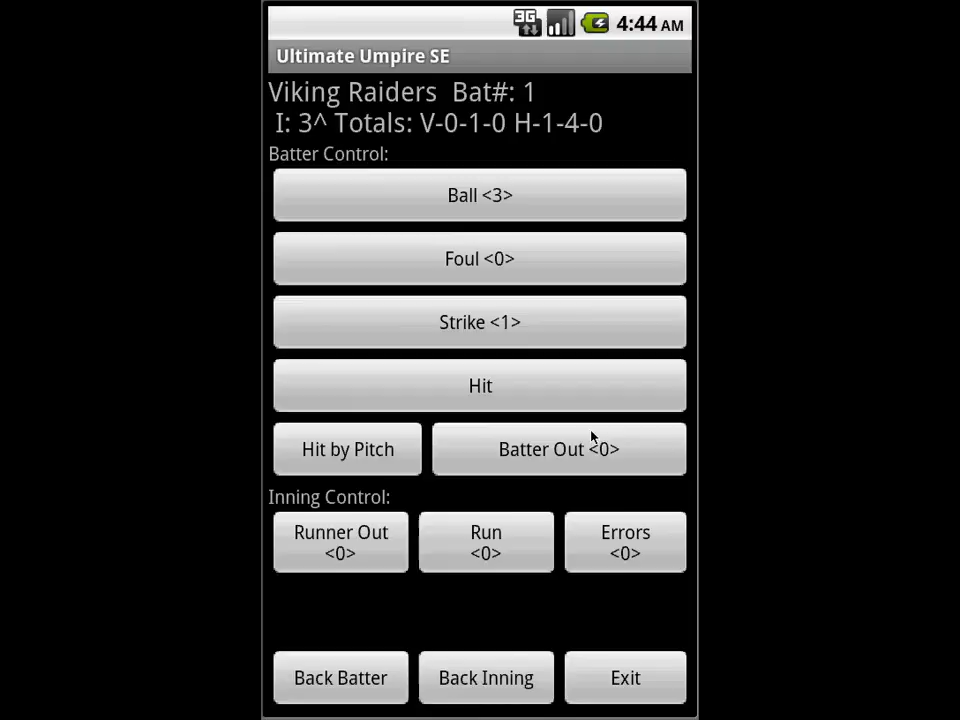 3G 4:44 AM
Ultimate Umpire SE
Viking Raiders Bat#: 1
I: 3^ Totals: V-0-1-0 H-1-4-0
Batter Control:
Ball <3>
Foul <0>
Strike <1>
Hit
Hit by Pitch Batter Out <0>
Inning Control:
Runner Out Run Errors
<0> <0> <0>
Back Batter Back Inning Exit